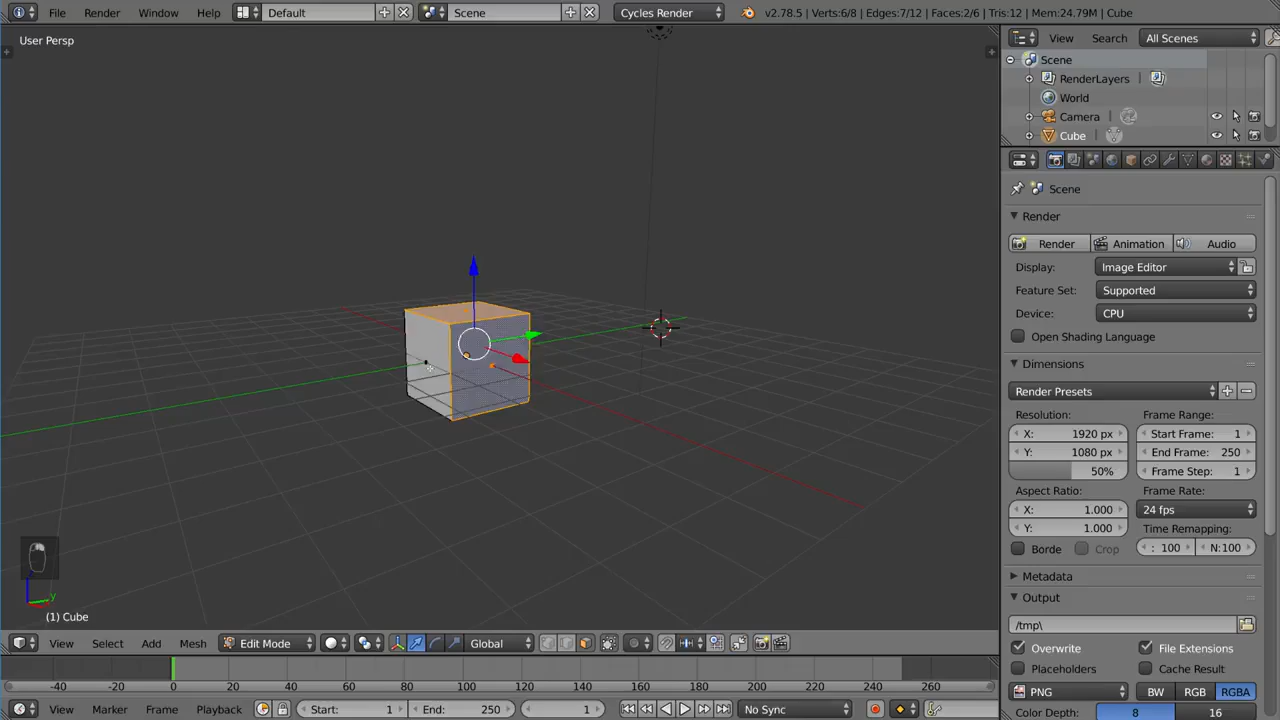 File Render Window Help Default Scene Cycles Render v2.78.5 | Verts:6/8 | Edges:7/12 | Faces:2/6 | Tris:12 | Mem:24.79M | Cube
User Persp
View Search All Scenes
Scene
RenderLayers
World
Camera
Cube
Scene
Render
Render Animation Audio
Display: Image Editor
Feature Set: Supported
Device: CPU
Open Shading Language
Dimensions
Render Presets
Resolution: Frame Range:
X: 1920 px Start Frame: 1
Y: 1080 px End Frame: 250
50% Frame Step: 1
Aspect Ratio: Frame Rate:
X: 1.000 24 fps
Y: 1.000 Time Remapping:
Borde Crop : 100 N:100
Metadata
Output
/tmp\
Overwrite File Extensions
Placeholders Cache Result
PNG BW RGB RGBA
Color Depth: 8 16
y
(1) Cube
View Select Add Mesh Edit Mode Global
-40 -20 0 20 40 60 80 100 120 140 160 180 200 220 240 260
View Marker Frame Playback Start: 1 End: 250 1 No Sync